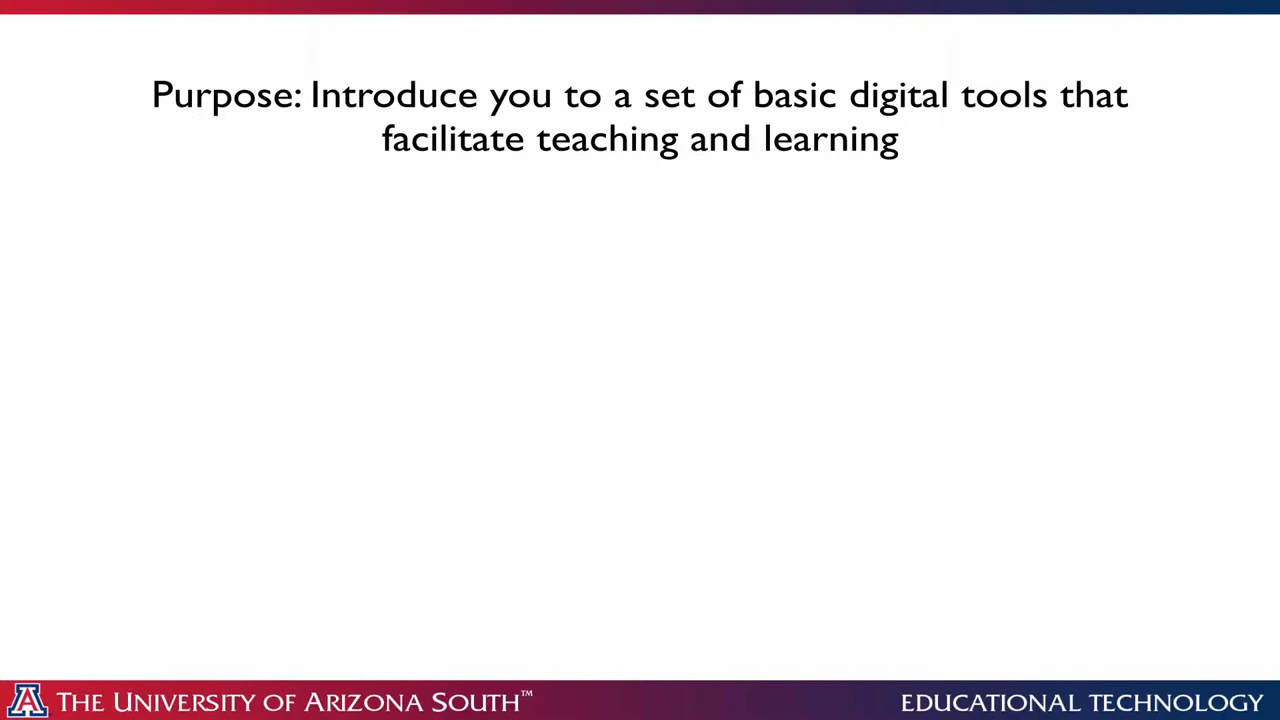 Purpose: Introduce you to a set of basic digital tools that
facilitate teaching and learning
A THE UNIVERSITY OF ARIZONA SOUTH™
EDUCATIONAL TECHNOLOGY